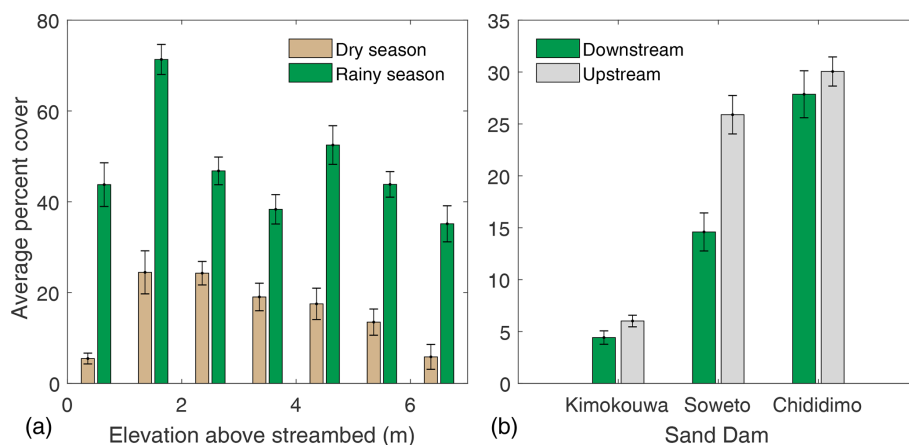 80
60
40
20
0
Average percent cover
Dry season
Rainy season
0 2 4 6
(a) Elevation above streambed (m)
35
30
25
20
15
10
5
0
Downstream
Upstream
Kimokouwa Soweto Chididimo
(b) Sand Dam